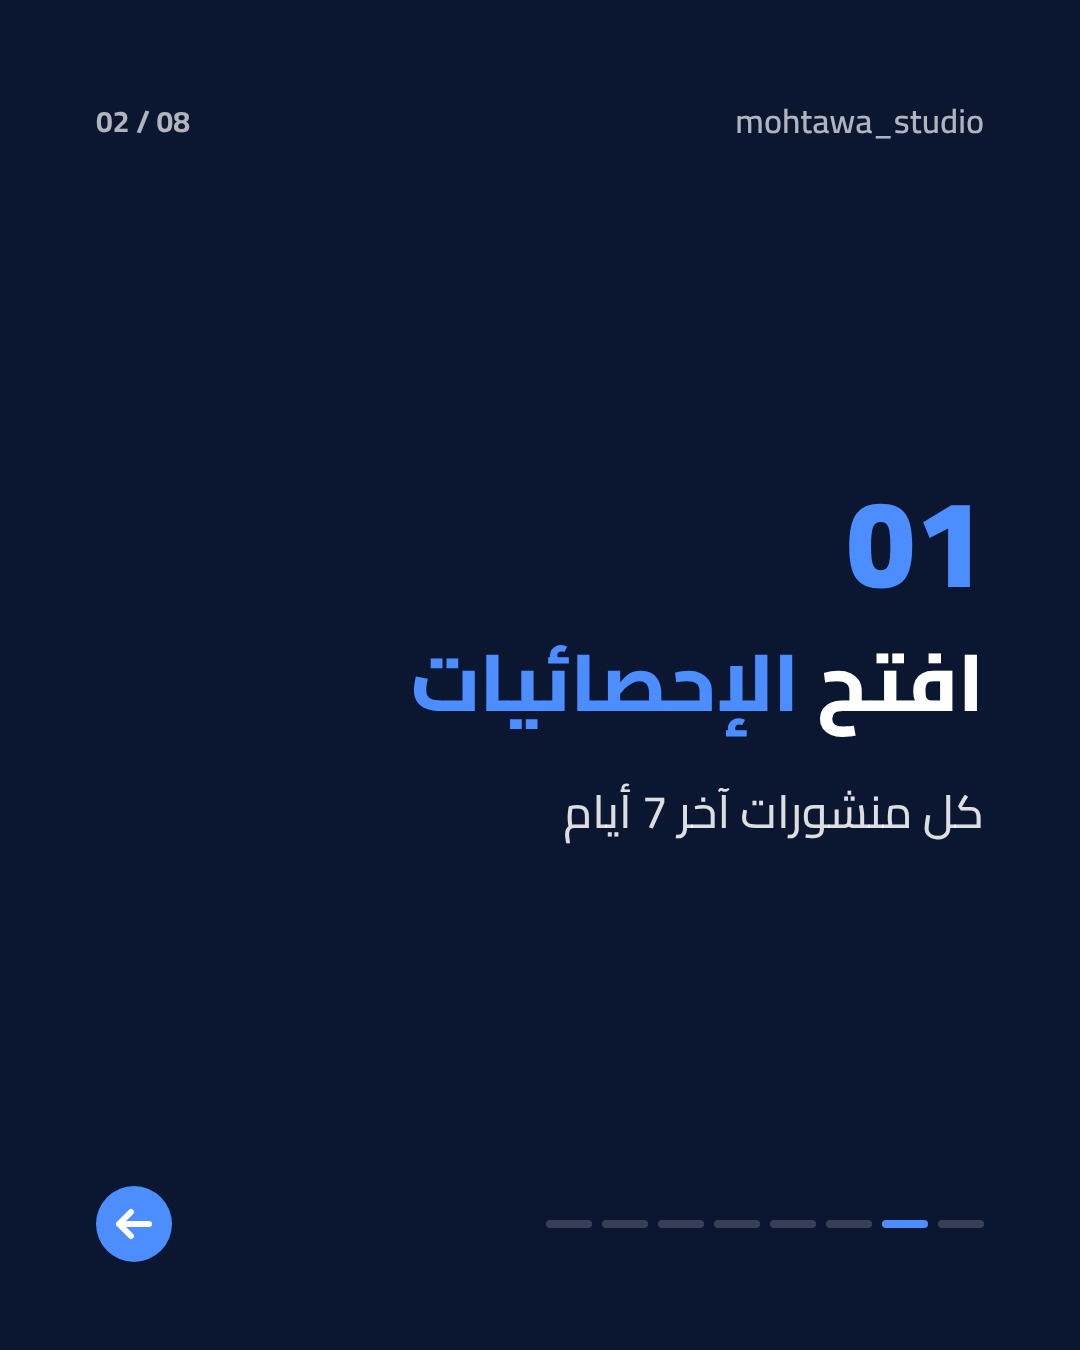 mohtawa_studio
02 / 08
01
افتح الإحصائيات
كل منشورات آخر 7 أيام